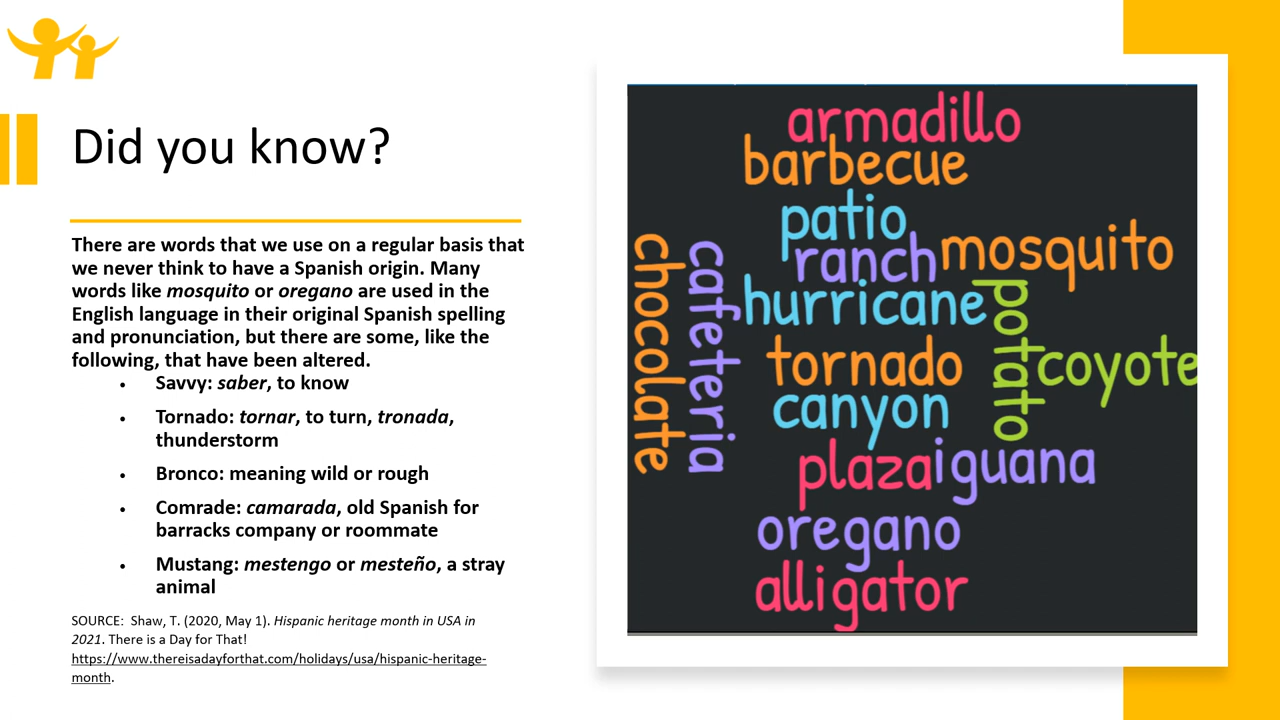 Did you know?
There are words that we use on a regular basis that
we never think to have a Spanish origin. Many
words like mosquito or oregano are used in the
English language in their original Spanish spelling
and pronunciation, but there are some, like the
following, that have been altered.
• Savvy: saber, to know
• Tornado: tornar, to turn, tronada,
thunderstorm
• Bronco: meaning wild or rough
• Comrade: camarada, old Spanish for
barracks company or roommate
• Mustang: mestengo or mesteño, a stray
animal
SOURCE: Shaw, T. (2020, May 1). Hispanic heritage month in USA in
2021. There is a Day for That!
https://www.thereisadayforthat.com/holidays/usa/hispanic-heritage-
month.
armadillo
barbecue
patio
ranch
mosquito
chocolate
cafeteria
hurricane
potato
tornado
coyote
canyon
plaza
iguana
oregano
alligator